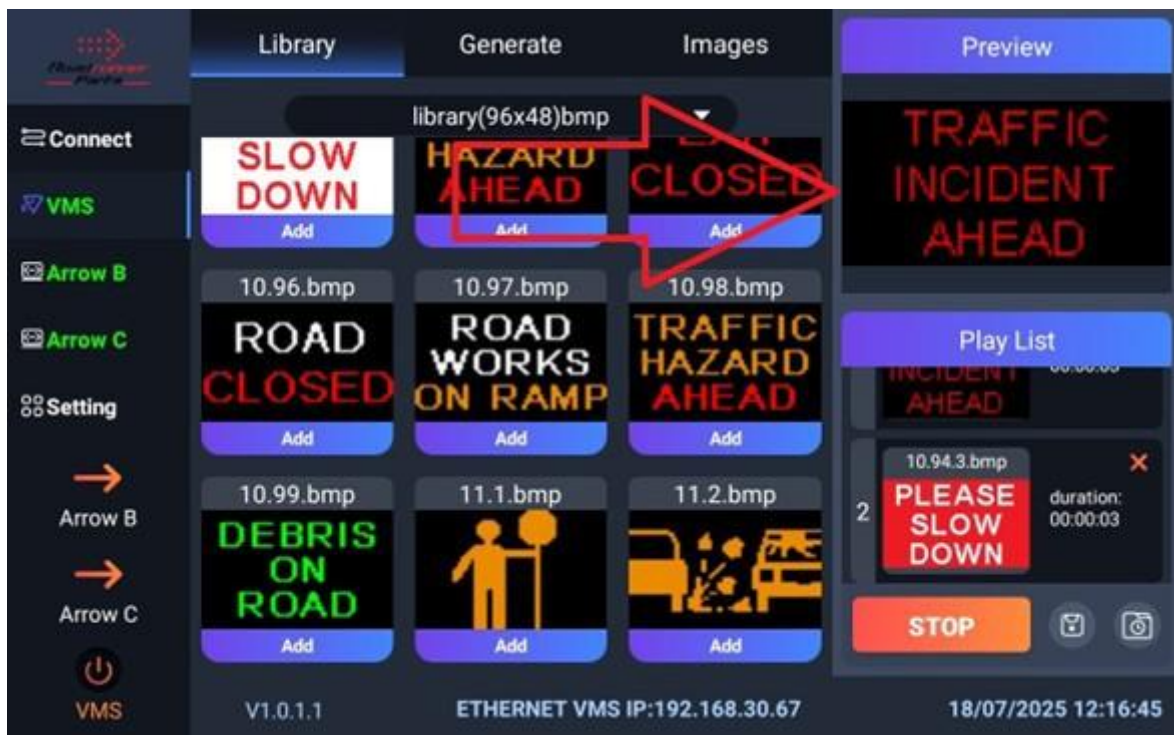 Library
Generate
Images
Preview
library(96x48)bmp
Connect
VMS
Arrow B
Arrow C
Setting
Arrow B
Arrow C
VMS
SLOW
DOWN
Add
HAZARD
AHEAD
Add
CLOSED
Add
10.96.bmp
ROAD
CLOSED
Add
10.97.bmp
ROAD
WORKS
ON RAMP
Add
10.98.bmp
TRAFFIC
HAZARD
AHEAD
Add
10.99.bmp
DEBRIS
ON
ROAD
Add
11.1.bmp
Add
11.2.bmp
Add
TRAFFIC
INCIDENT
AHEAD
Play List
INCIDENT
AHEAD
00:00:03
2
10.94.3.bmp
PLEASE
SLOW
DOWN
duration:
00:00:03
STOP
V1.0.1.1
ETHERNET VMS IP:192.168.30.67
18/07/2025 12:16:45